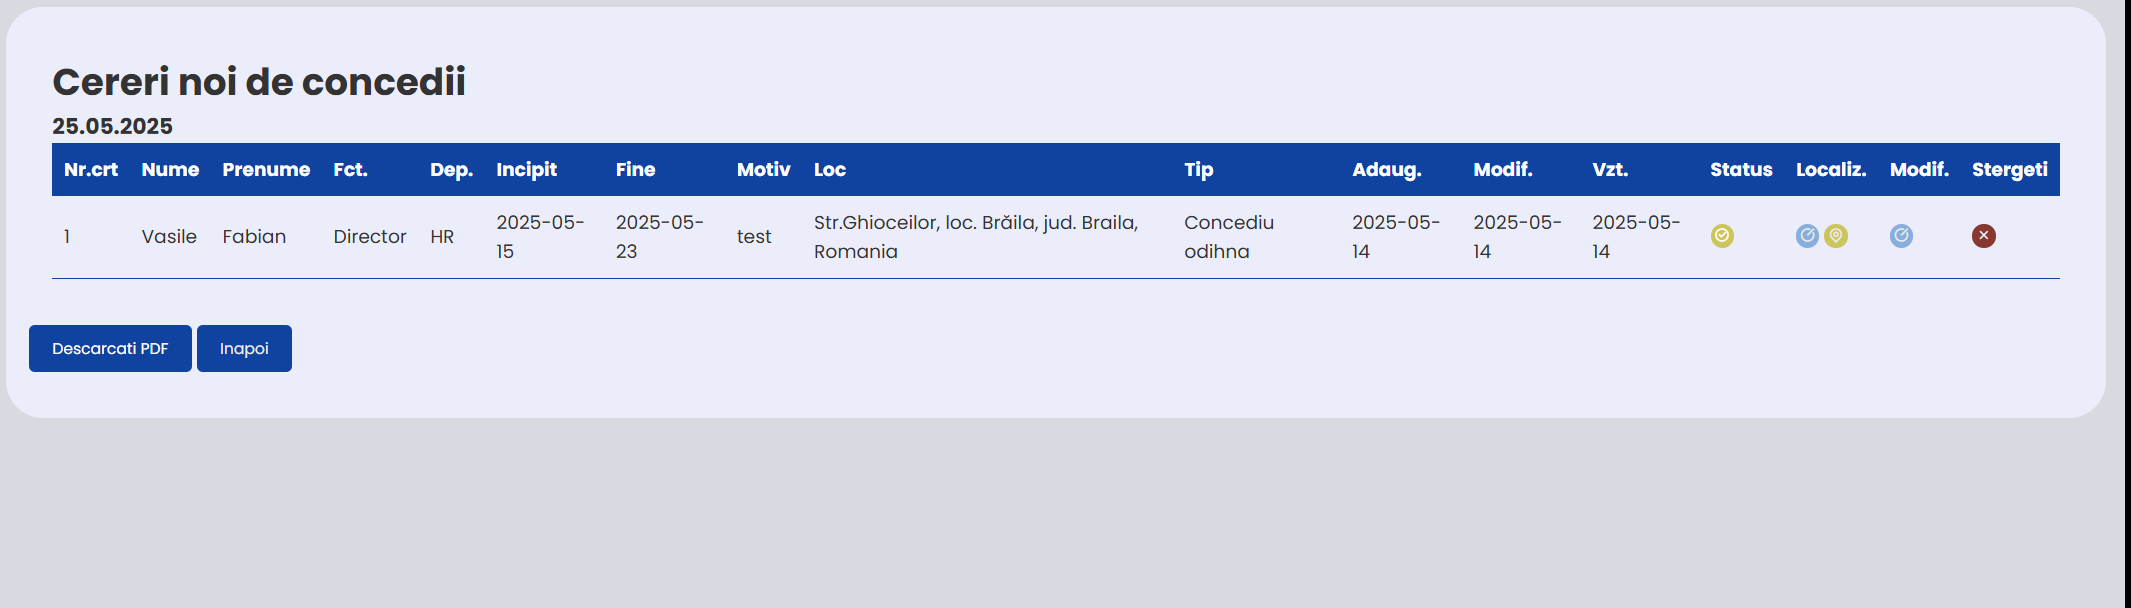 Cereri noi de concedii
25.05.2025
Nr.crt Nume Prenume Fct. Dep. Incipit Fine Motiv Loc Tip Adaug. Modif. Vzt. Status Localiz. Modif. Stergeti
1 Vasile Fabian Director HR 2025-05- 2025-05- test Str.Ghioceilor, loc. Brăila, jud. Braila, Concediu 2025-05- 2025-05- 2025-05-
15 23 Romania odihna 14 14 14
Descarcati PDF Inapoi